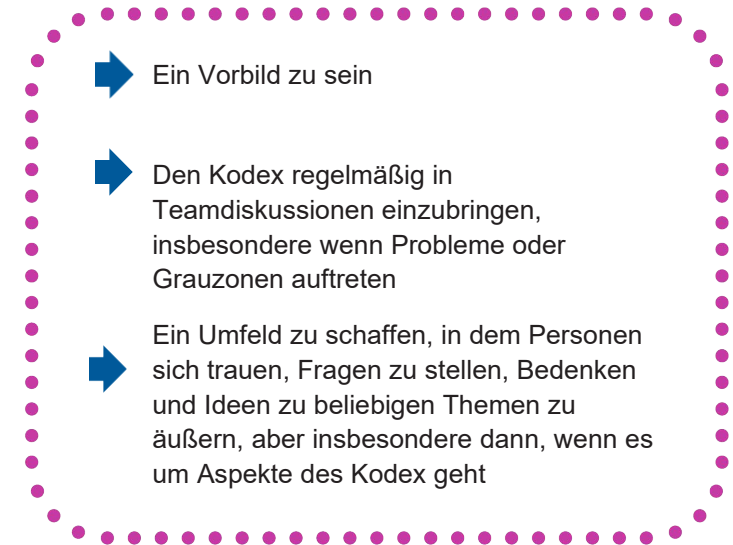 Ein Vorbild zu sein
Den Kodex regelmäßig in
Teamdiskussionen einzubringen,
insbesondere wenn Probleme oder
Grauzonen auftreten
Ein Umfeld zu schaffen, in dem Personen
sich trauen, Fragen zu stellen, Bedenken
und Ideen zu beliebigen Themen zu
äußern, aber insbesondere dann, wenn es
um Aspekte des Kodex geht